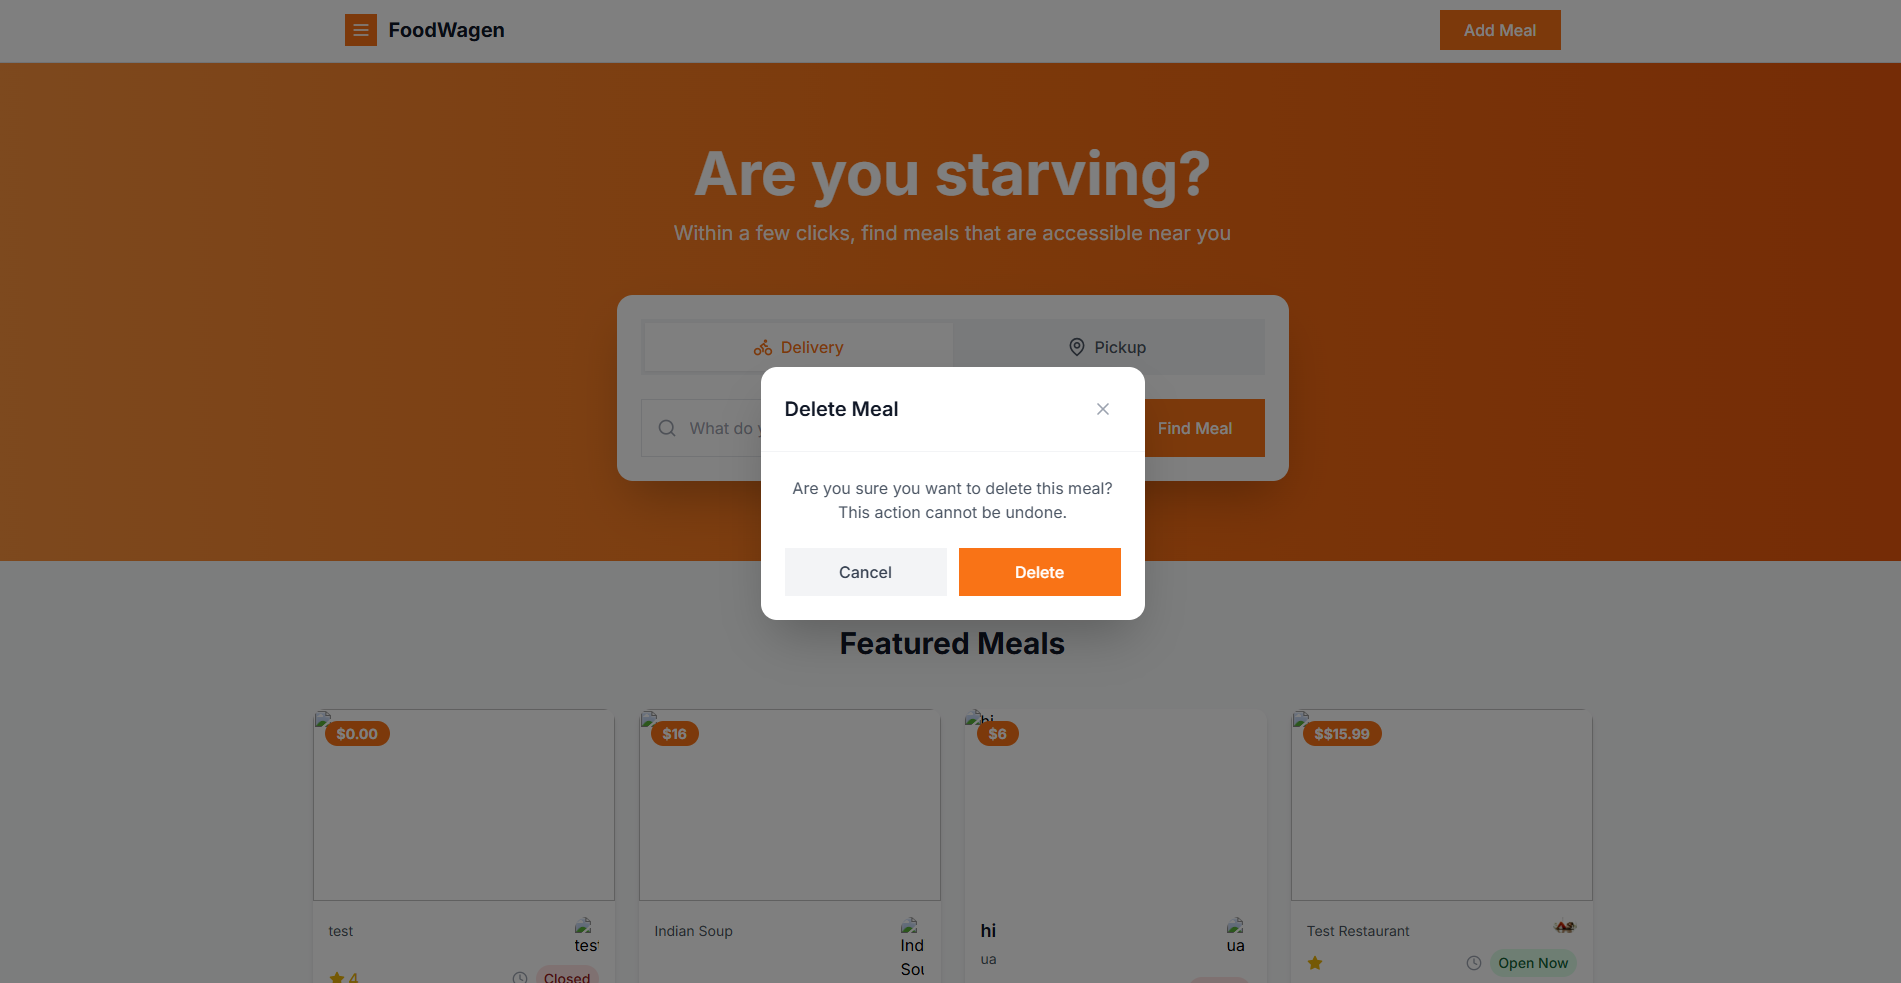 FoodWagen
Add Meal
Are you starving?
Within a few clicks, find meals that are accessible near you
Delivery
Pickup
What do y
Find Meal
Delete Meal
Are you sure you want to delete this meal?
This action cannot be undone.
Cancel
Delete
Featured Meals
$0.00
$16
hi
$6
$$15.99
test
test
Indian Soup
Ind
Sou
hi
ua
ua
Test Restaurant
4
Closed
Open Now